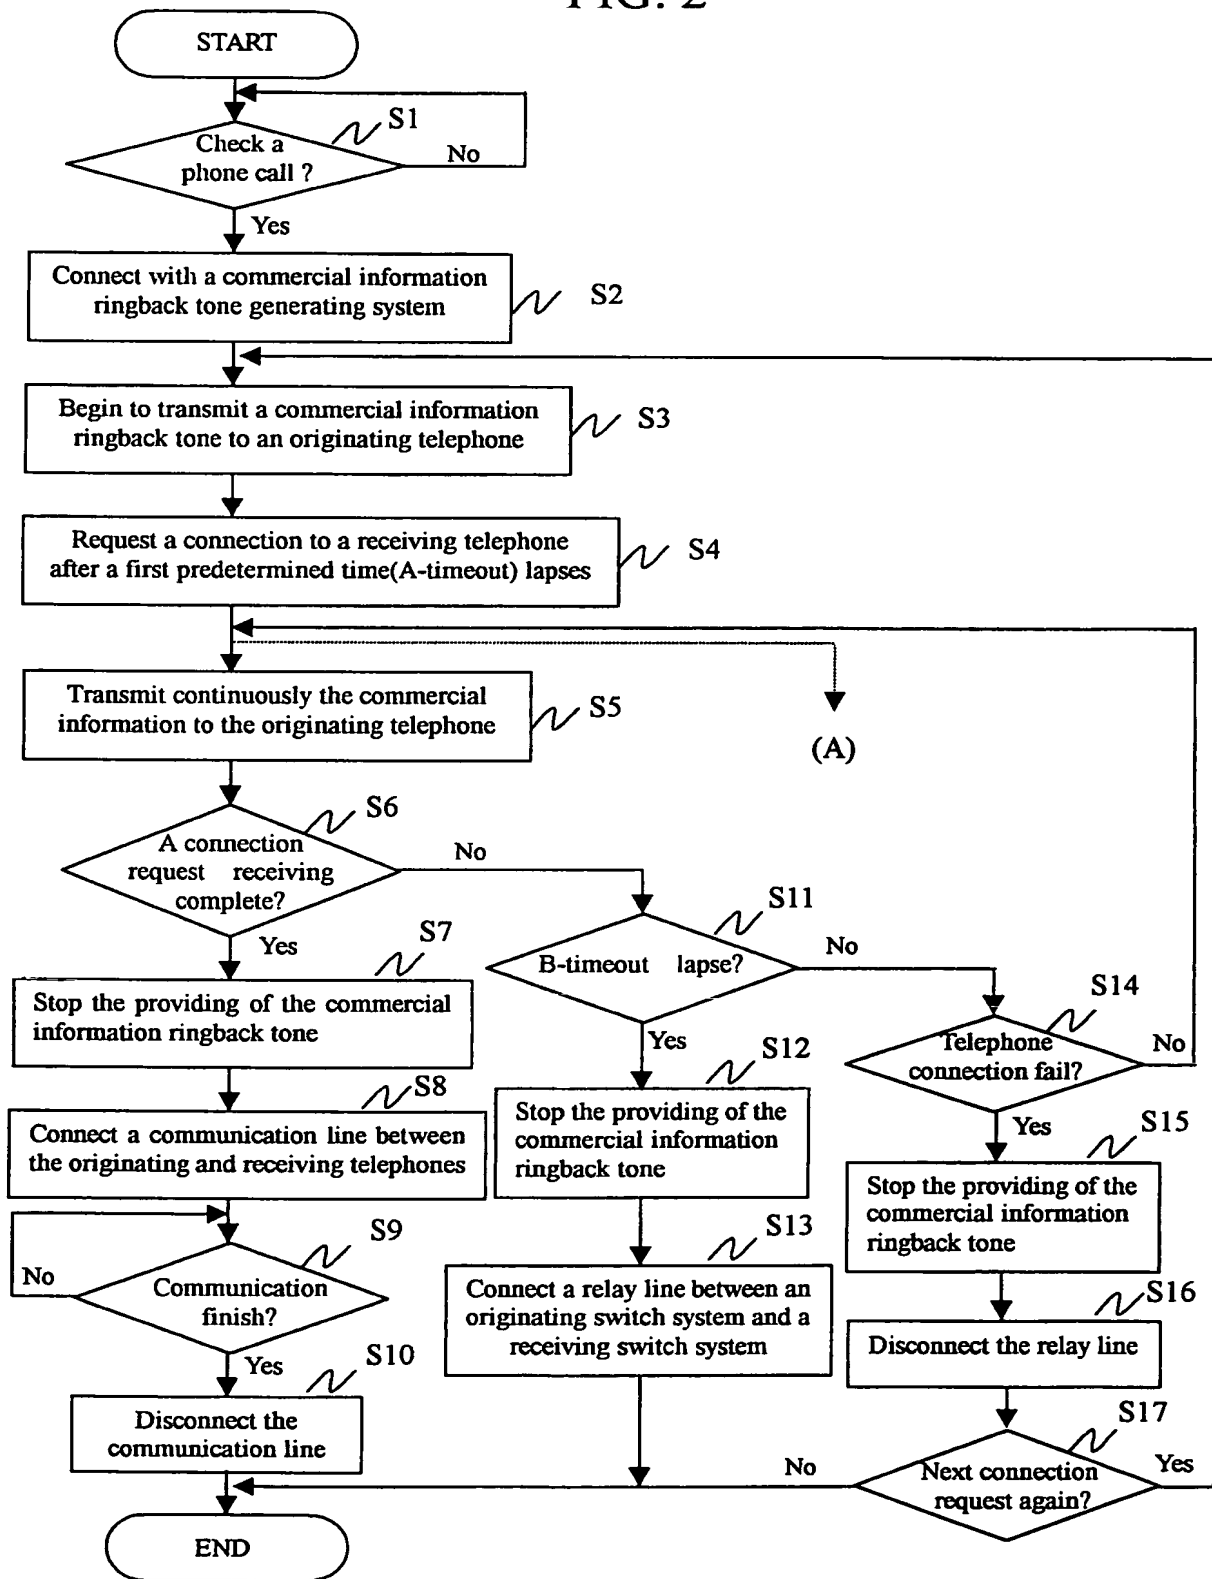 FIG. 2
START
S1
Check a
phone call ?
No
Yes
Connect with a commercial information
ringback tone generating system
S2
Begin to transmit a commercial information
ringback tone to an originating telephone
S3
Request a connection to a receiving telephone
after a first predetermined time(A-timeout) lapses
S4
Transmit continuously the commercial
information to the originating telephone
S5
(A)
S6
A connection
request receiving
complete?
No
Yes
S7
Stop the providing of the commercial
information ringback tone
S8
Connect a communication line between
the originating and receiving telephones
S9
No
Communication
finish?
Yes
S10
Disconnect the
communication line
END
S11
B-timeout lapse?
No
Yes
S12
Stop the providing of the
commercial information
ringback tone
S13
Connect a relay line between an
originating switch system and a
receiving switch system
S14
Telephone
connection fail?
No
Yes
S15
Stop the providing of the
commercial information
ringback tone
S16
Disconnect the relay line
S17
No
Next connection
request again?
Yes